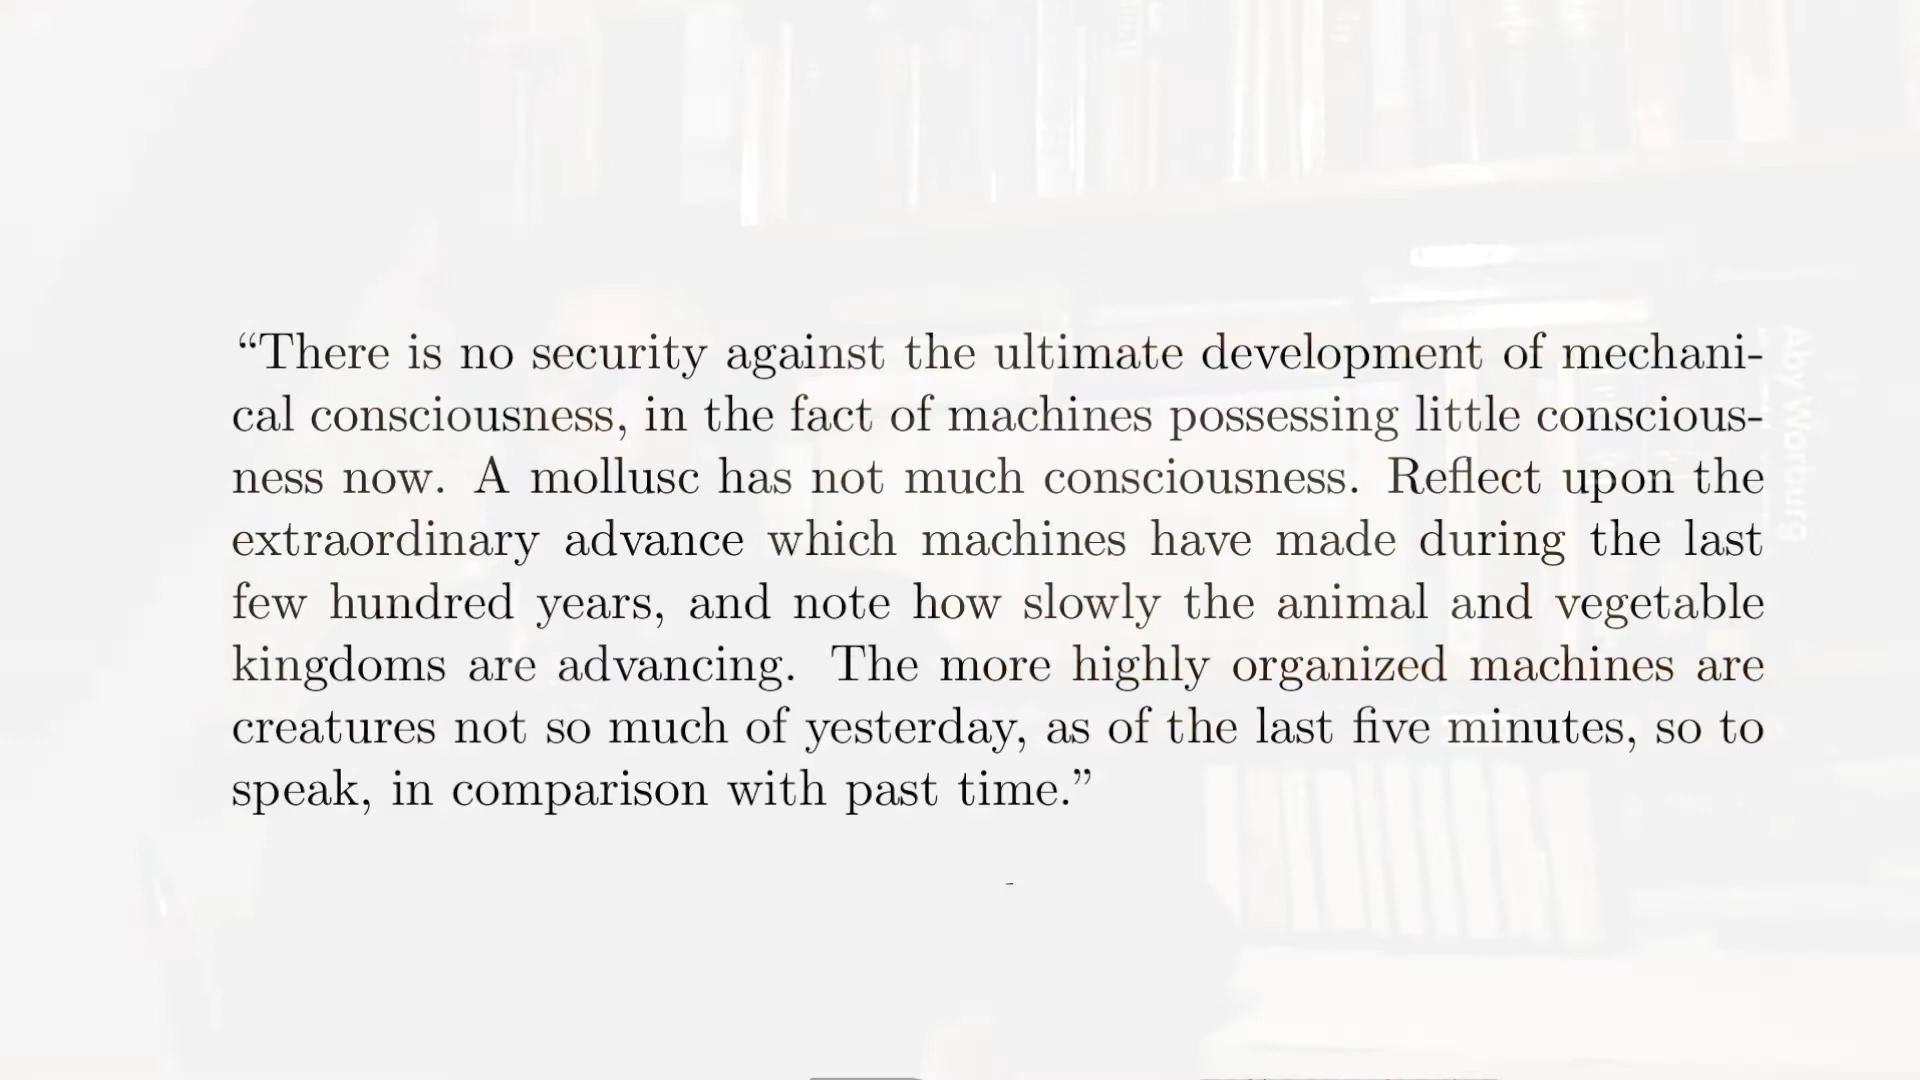 “There is no security against the ultimate development of mechani-
cal consciousness, in the fact of machines possessing little conscious-
ness now. A mollusc has not much consciousness. Reflect upon the
extraordinary advance which machines have made during the last
few hundred years, and note how slowly the animal and vegetable
kingdoms are advancing. The more highly organized machines are
creatures not so much of yesterday, as of the last five minutes, so to
speak, in comparison with past time.”
-
Aby Warburg